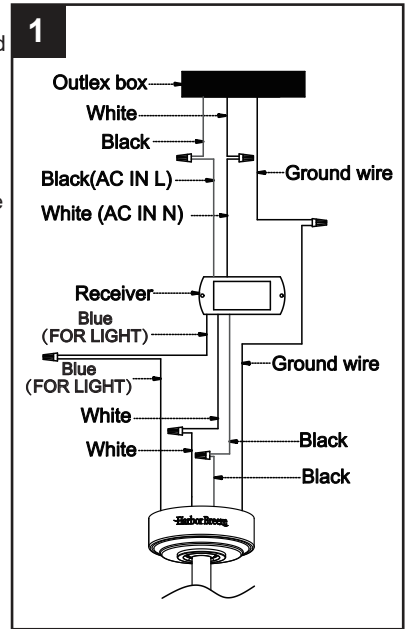 d
1
Outlex box
White
Black
Black(AC IN L)
Ground wire
White (AC IN N)
e
Receiver
Blue
(FOR LIGHT)
Blue
(FOR LIGHT)
Ground wire
White
White
Black
Black
Harbor Breeze